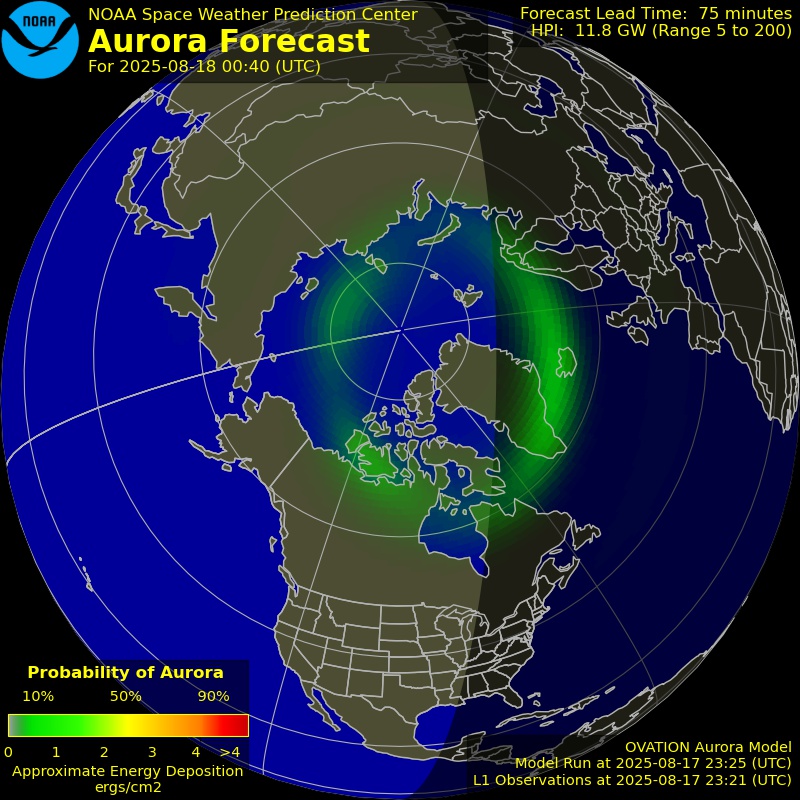 NOAA
NOAA Space Weather Prediction Center
Aurora Forecast
For 2025-08-18 00:40 (UTC)
Forecast Lead Time: 75 minutes
HPI: 11.8 GW (Range 5 to 200)
Probability of Aurora
10% 50% 90%
0 1 2 3 4 >4
Approximate Energy Deposition
ergs/cm2
OVATION Aurora Model
Model Run at 2025-08-17 23:25 (UTC)
L1 Observations at 2025-08-17 23:21 (UTC)